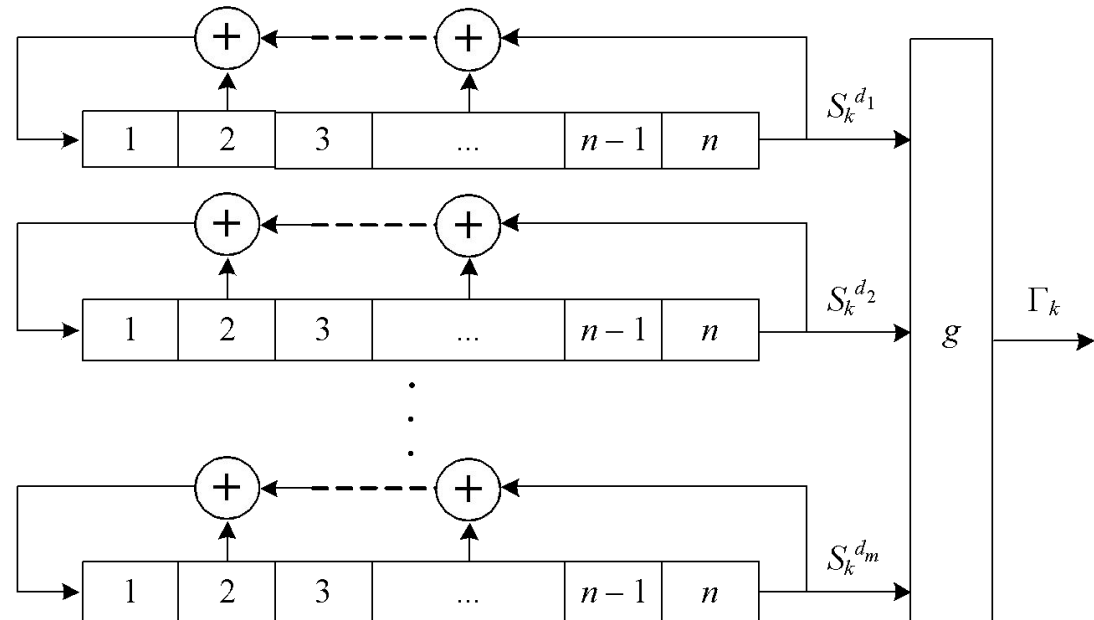 + +
S_k^{d_1}
1 2 3 ... n − 1 n
+ +
S_k^{d_2}
Γ_k
1 2 3 ... n − 1 n
g
+ +
S_k^{d_m}
1 2 3 ... n − 1 n